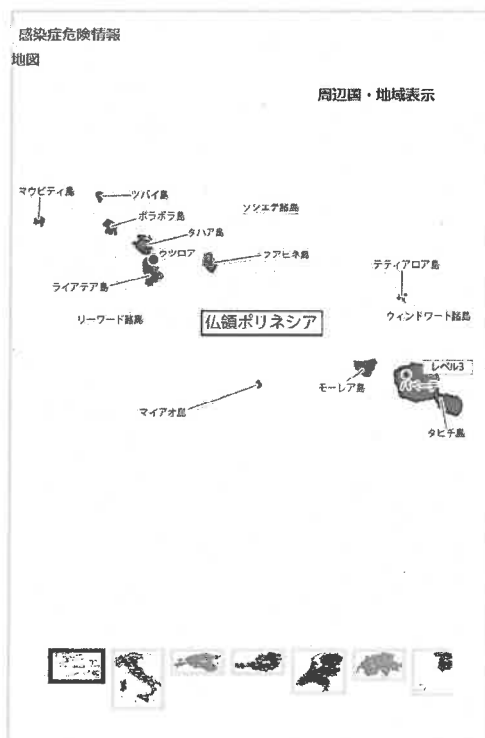 感染症危険情報
地図
周辺国・地域表示
マウピティ島
ツバイ島
ボラボラ島
ソシエテ諸島
タハア島
ウツロア
フアヒネ島
テティアロア島
ライアテア島
リーワード諸島
仏領ポリネシア
ウィンドワード諸島
レベル3
モーレア島
マイアオ島
タヒチ島